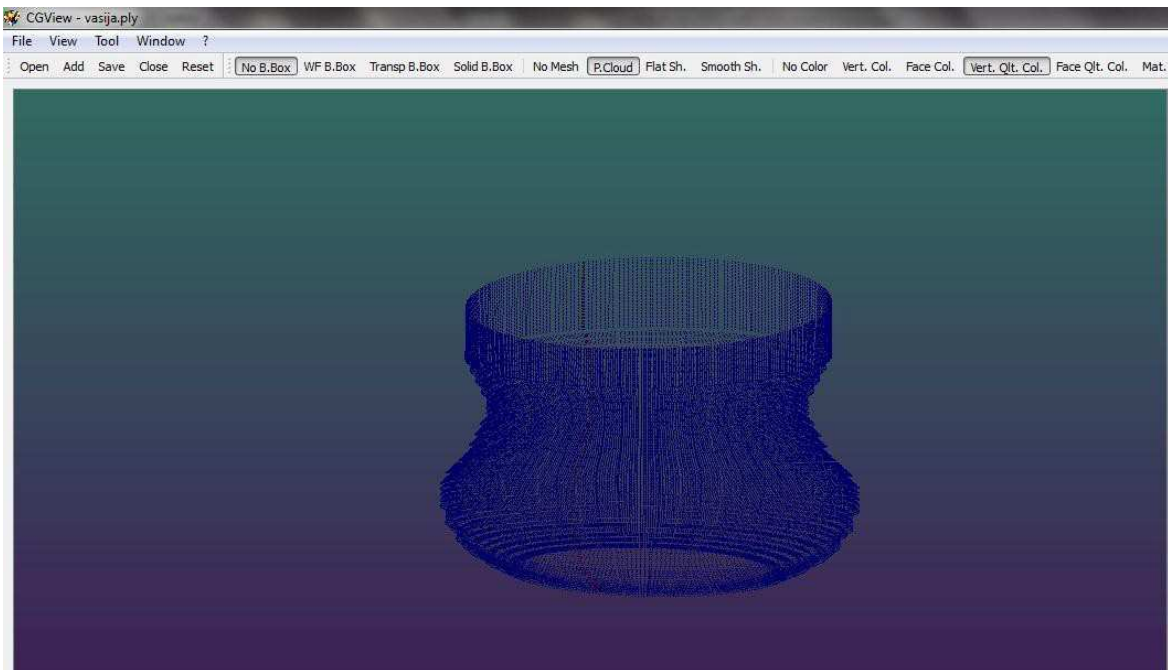 CGView - vasija.ply
File View Tool Window ?
Open Add Save Close Reset No B.Box WF B.Box Transp B.Box Solid B.Box No Mesh P.Cloud Flat Sh. Smooth Sh. No Color Vert. Col. Face Col. Vert. Qlt. Col. Face Qlt. Col. Mat.